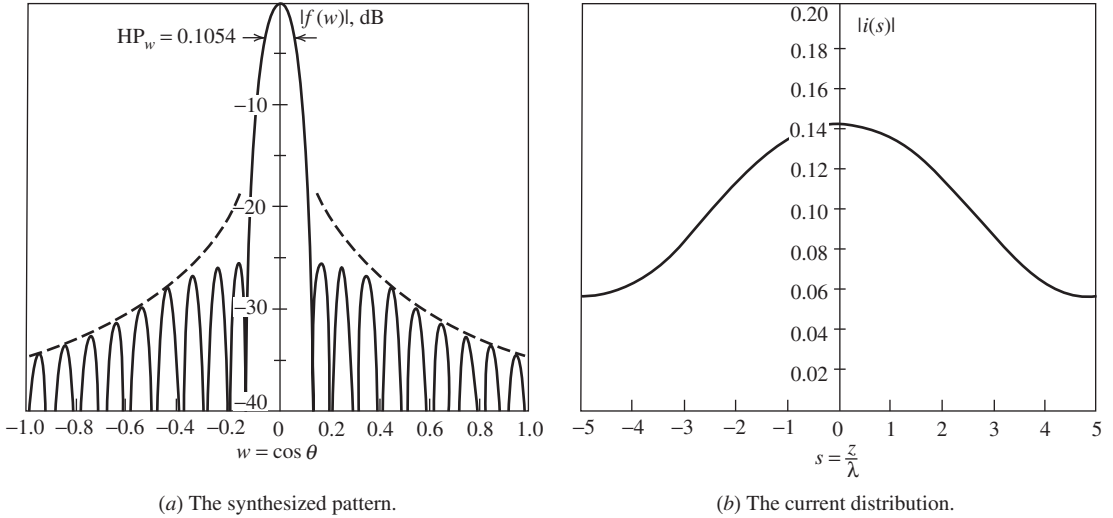 |f (w)|, dB
HP_w = 0.1054
−10
−20
−30
−40
−1.0 −0.8 −0.6 −0.4 −0.2 0 0.2 0.4 0.6 0.8 1.0
w = cos θ
(a) The synthesized pattern.
|i(s)|
0.20
0.18
0.16
0.14
0.12
0.10
0.08
0.06
0.04
0.02
−5 −4 −3 −2 −1 0 1 2 3 4 5
s = z/λ
(b) The current distribution.